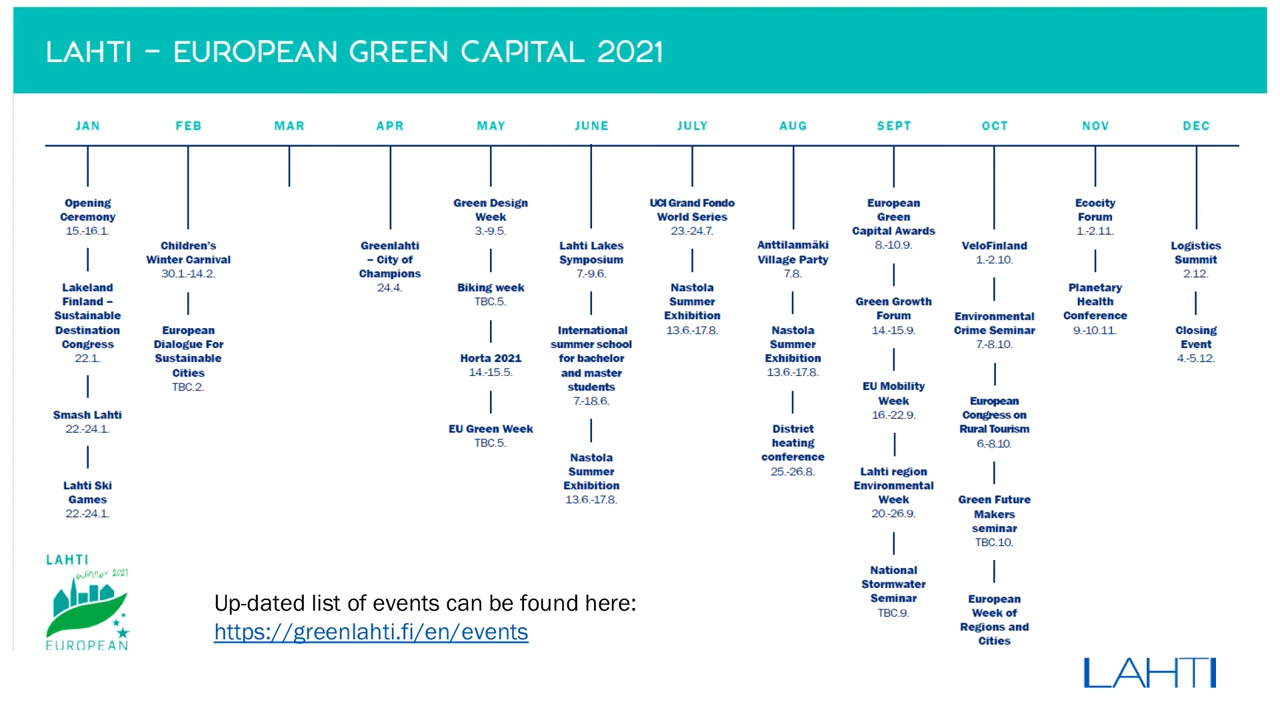 LAHTI – EUROPEAN GREEN CAPITAL 2021
JAN
FEB
MAR
APR
MAY
JUNE
JULY
AUG
SEPT
OCT
NOV
DEC
Opening
Ceremony
15.-16.1.
Lakeland
Finland –
Sustainable
Destination
Congress
22.1.
Smash Lahti
22.-24.1.
Lahti Ski
Games
22.-24.1.
Children's
Winter Carnival
30.1.-14.2.
European
Dialogue For
Sustainable
Cities
TBC.2.
Greenlahti
– City of
Champions
24.4.
Green Design
Week
3.-9.5.
Biking week
TBC.5.
Horta 2021
14.-15.5.
EU Green Week
TBC.5.
Lahti Lakes
Symposium
7.-9.6.
International
summer school
for bachelor
and master
students
7.-18.6.
Nastola
Summer
Exhibition
13.6.-17.8.
UCI Grand Fondo
World Series
23.-24.7.
Nastola
Summer
Exhibition
13.6.-17.8.
Anttilanmäki
Village Party
7.8.
Nastola
Summer
Exhibition
13.6.-17.8.
District
heating
conference
25.-26.8.
European
Green
Capital Awards
8.-10.9.
Green Growth
Forum
14.-15.9.
EU Mobility
Week
16.-22.9.
Lahti region
Environmental
Week
20.-26.9.
National
Stormwater
Seminar
TBC.9.
VeloFinland
1.-2.10.
Environmental
Crime Seminar
7.-8.10.
European
Congress on
Rural Tourism
6.-8.10.
Green Future
Makers
seminar
TBC.10.
European
Week of
Regions and
Cities
Ecocity
Forum
1.-2.11.
Planetary
Health
Conference
9.-10.11.
Logistics
Summit
2.12.
Closing
Event
4.-5.12.
LAHTI
Winner 2021
EUROPEAN
Up-dated list of events can be found here:
https://greenlahti.fi/en/events
LAHTI